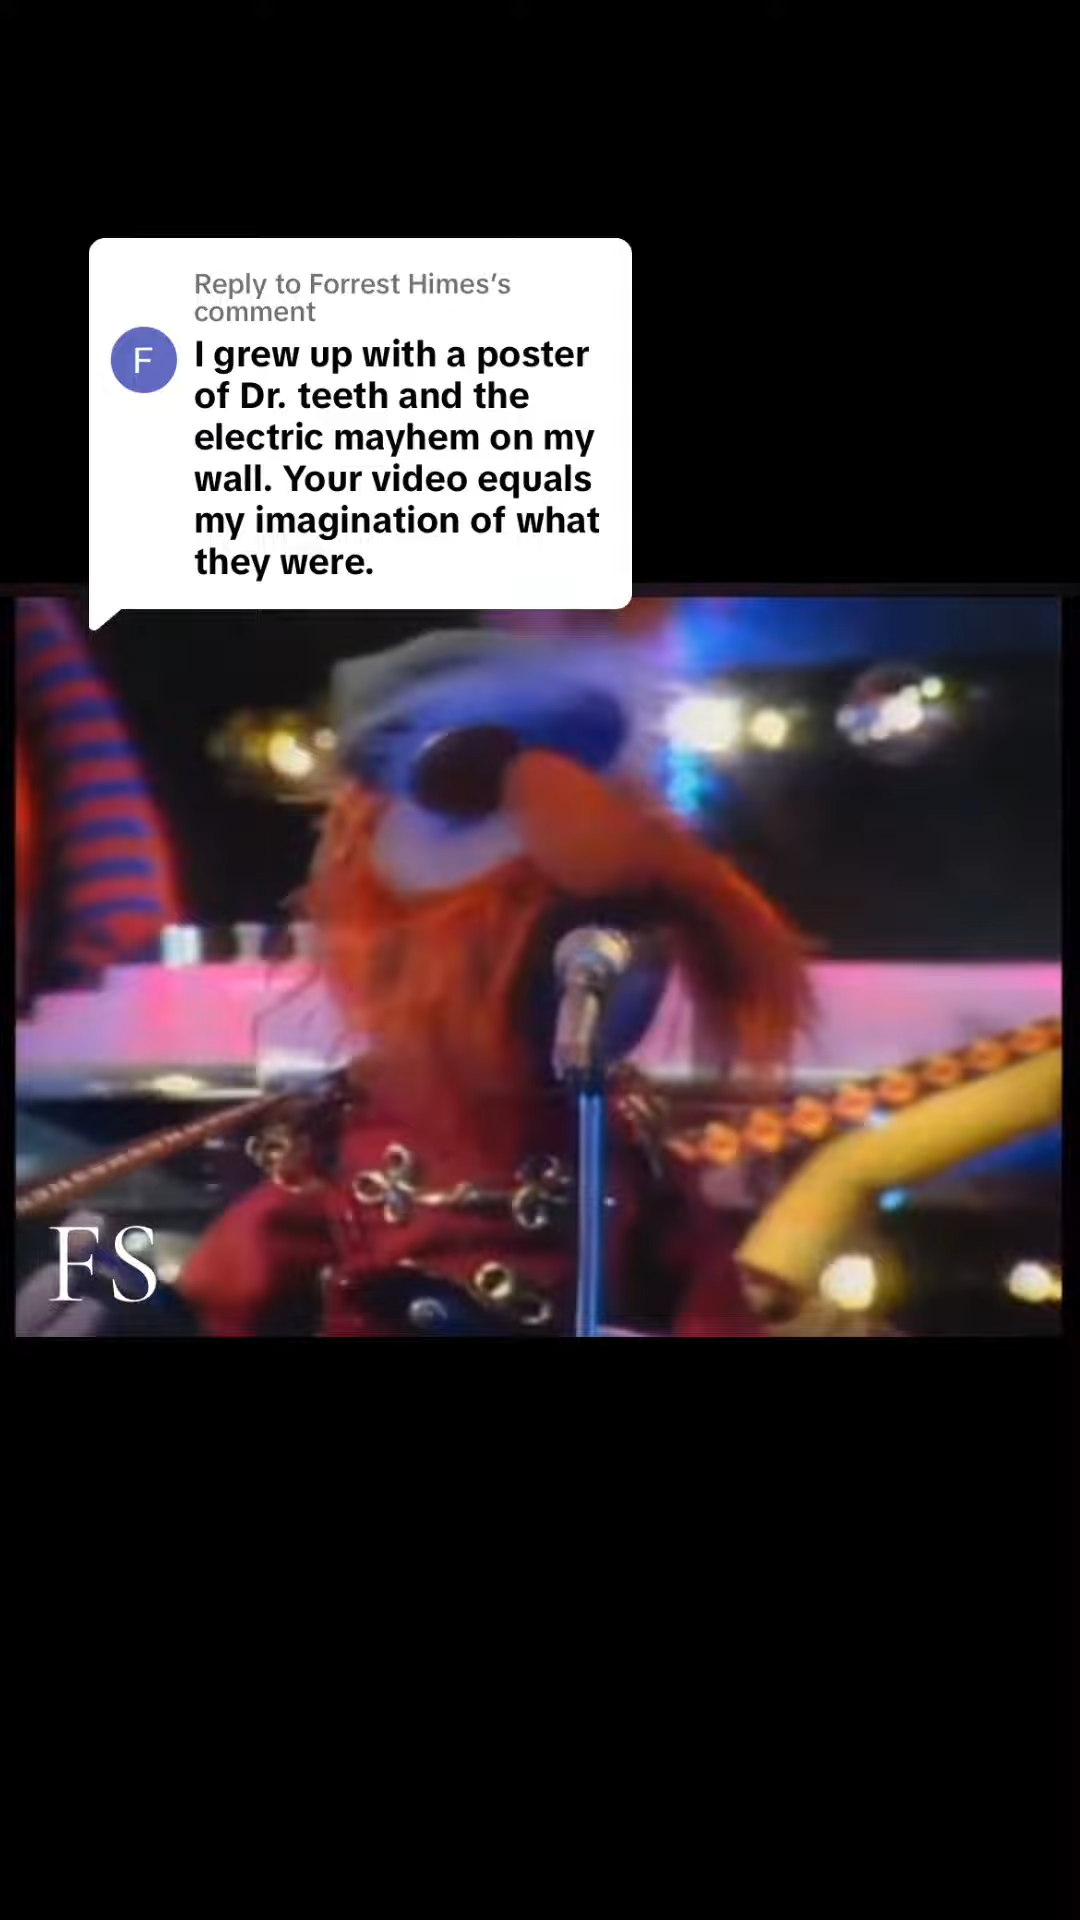 Reply to Forrest Himes's
comment
F
I grew up with a poster
of Dr. teeth and the
electric mayhem on my
wall. Your video equals
my imagination of what
they were.
FS